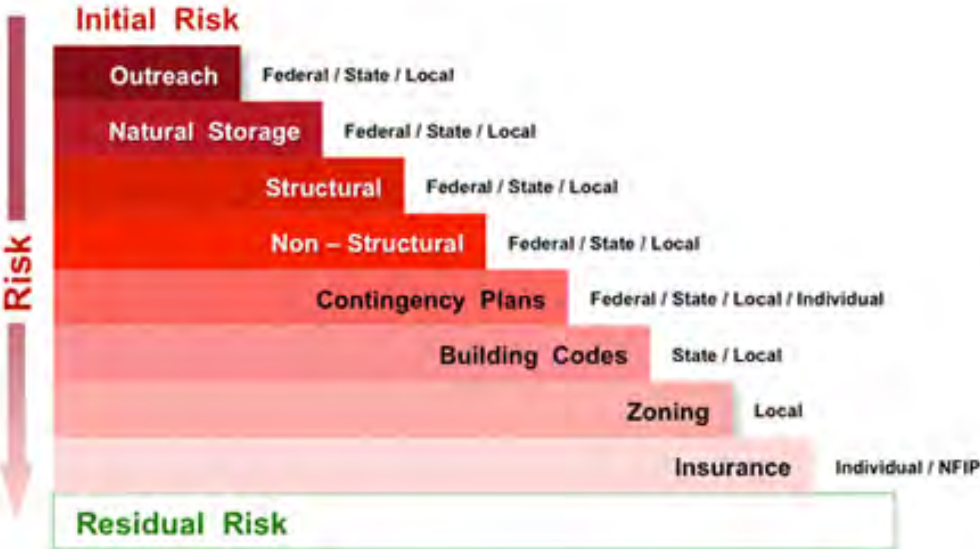 Initial Risk
Outreach Federal / State / Local
Natural Storage Federal / State / Local
Structural Federal / State / Local
Non – Structural Federal / State / Local
Risk
Contingency Plans Federal / State / Local / Individual
Building Codes State / Local
Zoning Local
Insurance Individual / NFIP
Residual Risk